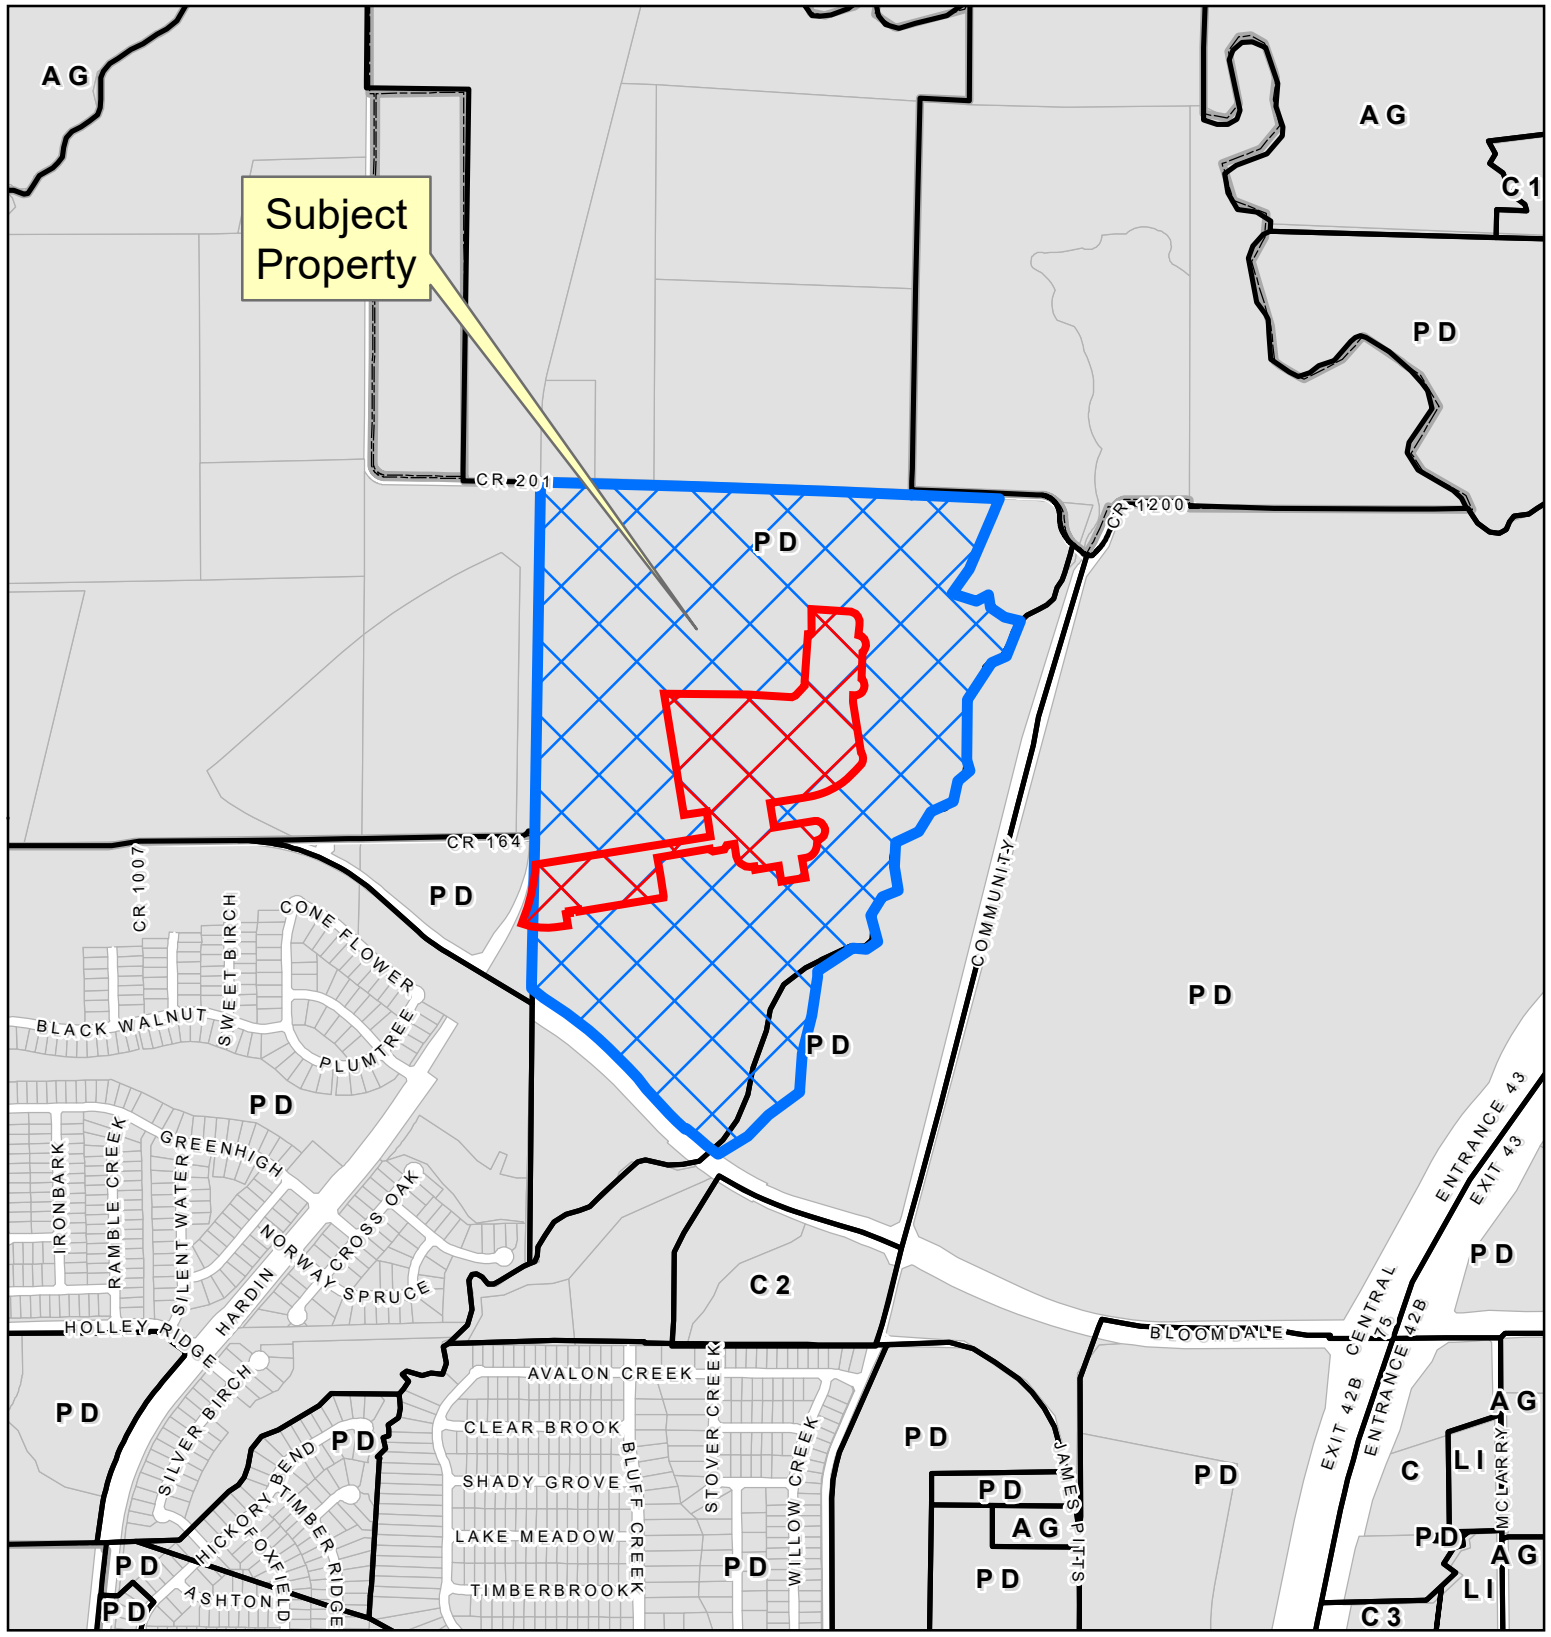 AG
AG
C1
Subject
Property
PD
CR 201
CR 1200
PD
CR 164
CR 1007
PD
COMMUNITY
SWEET BIRCH
CONE FLOWER
BLACK WALNUT
PLUMTREE
PD
PD
PD
ENTRANCE 43
EXIT 43
GREENHIGH
IRONBARK
RAMBLE CREEK
SILENT WATER
CROSS OAK
NORWAY SPRUCE
HARDIN
C2
PD
CENTRAL
75
ENTRANCE 42B
HOLLEY RIDGE
BLOOMDALE
SILVER BIRCH
AVALON CREEK
STOVER CREEK
EXIT 42B
ENTRANCE 42B
AG
PD
PD
CLEAR BROOK
BLUFF CREEK
WILLOW CREEK
PD
JAMES PITTS
PD
C
LI
MCLARRY
HICKORY BEND
TIMBER RIDGE
FOXFIELD
SHADY GROVE
PD
AG
LAKE MEADOW
PD
AG
PD
PD
PD
LI
ASHTON
TIMBERBROOK
PD
C3